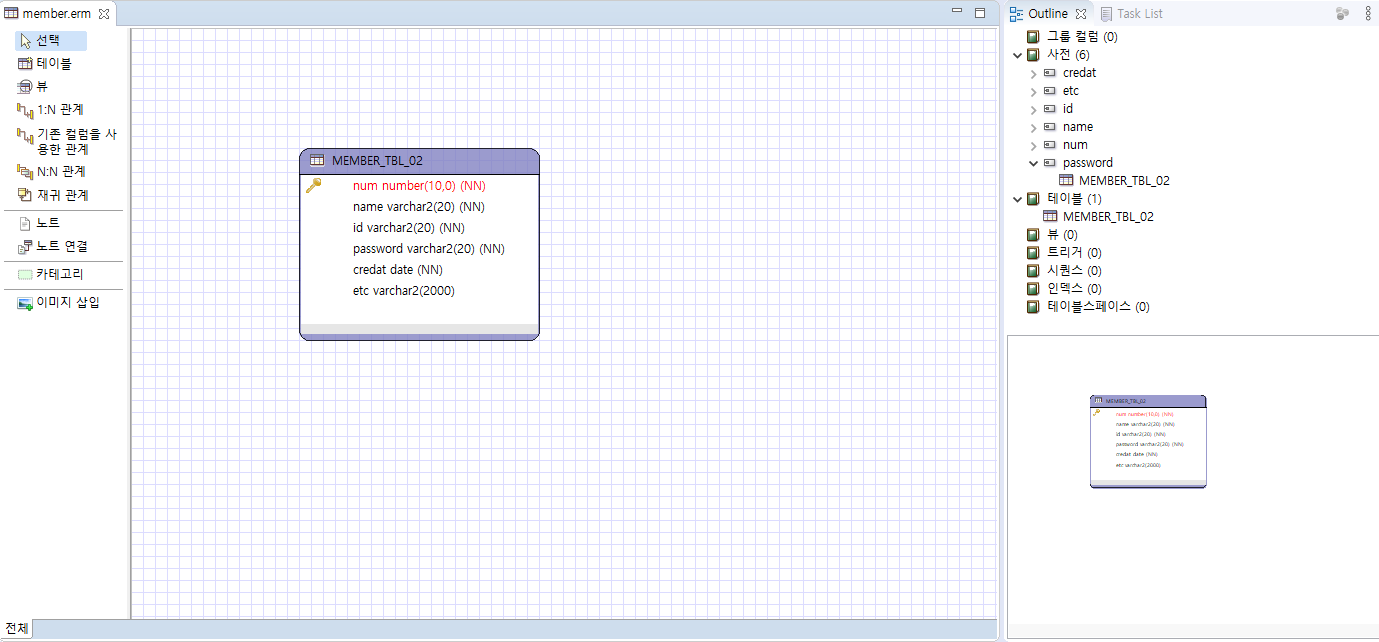 member.erm
선택
테이블
뷰
1:N 관계
기존 컬럼을 사
용한 관계
N:N 관계
재귀 관계
노트
노트 연결
카테고리
이미지 삽입
MEMBER_TBL_02
num number(10,0) (NN)
name varchar2(20) (NN)
id varchar2(20) (NN)
password varchar2(20) (NN)
credat date (NN)
etc varchar2(2000)
전체
Outline
Task List
그룹 컬럼 (0)
사전 (6)
credat
etc
id
name
num
password
MEMBER_TBL_02
테이블 (1)
MEMBER_TBL_02
뷰 (0)
트리거 (0)
시퀀스 (0)
인덱스 (0)
테이블스페이스 (0)
MEMBER_TBL_02
num number(10,0) (NN)
name varchar2(20) (NN)
id varchar2(20) (NN)
password varchar2(20) (NN)
credat date (NN)
etc varchar2(2000)